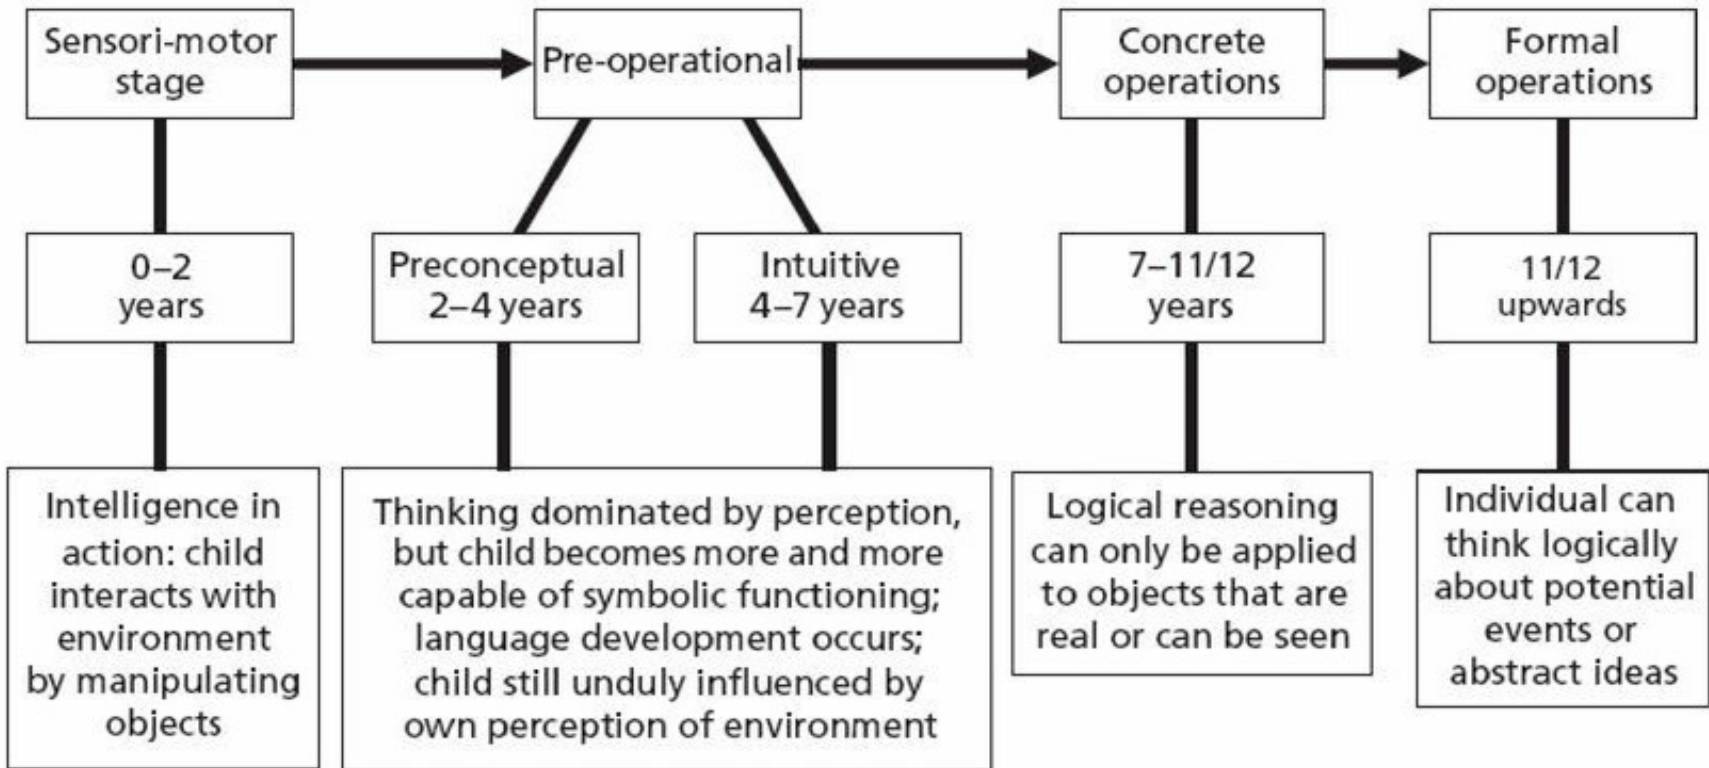 Sensori-motor
stage
Pre-operational
Concrete
operations
Formal
operations
0–2
years
Preconceptual
2–4 years
Intuitive
4–7 years
7–11/12
years
11/12
upwards
Intelligence in
action: child
interacts with
environment
by manipulating
objects
Thinking dominated by perception,
but child becomes more and more
capable of symbolic functioning;
language development occurs;
child still unduly influenced by
own perception of environment
Logical reasoning
can only be applied
to objects that are
real or can be seen
Individual can
think logically
about potential
events or
abstract ideas